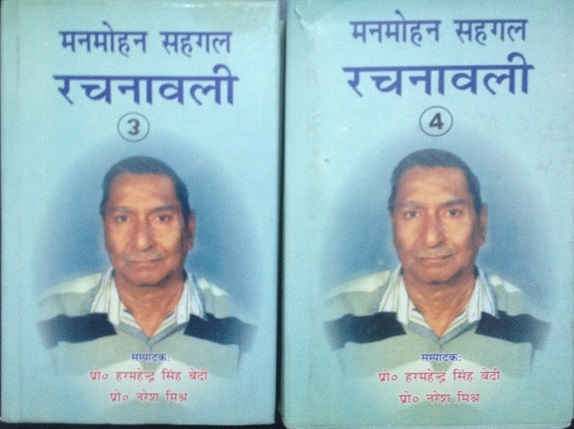 मनमोहन सहगल
रचनावली
3
सम्पादक:
प्रो० हरमहेन्द्र सिंह बेदी
प्रो० नरेश मिश्र
मनमोहन सहगल
रचनावली
4
सम्पादक:
प्रो० हरमहेन्द्र सिंह बेदी
प्रो० नरेश मिश्र